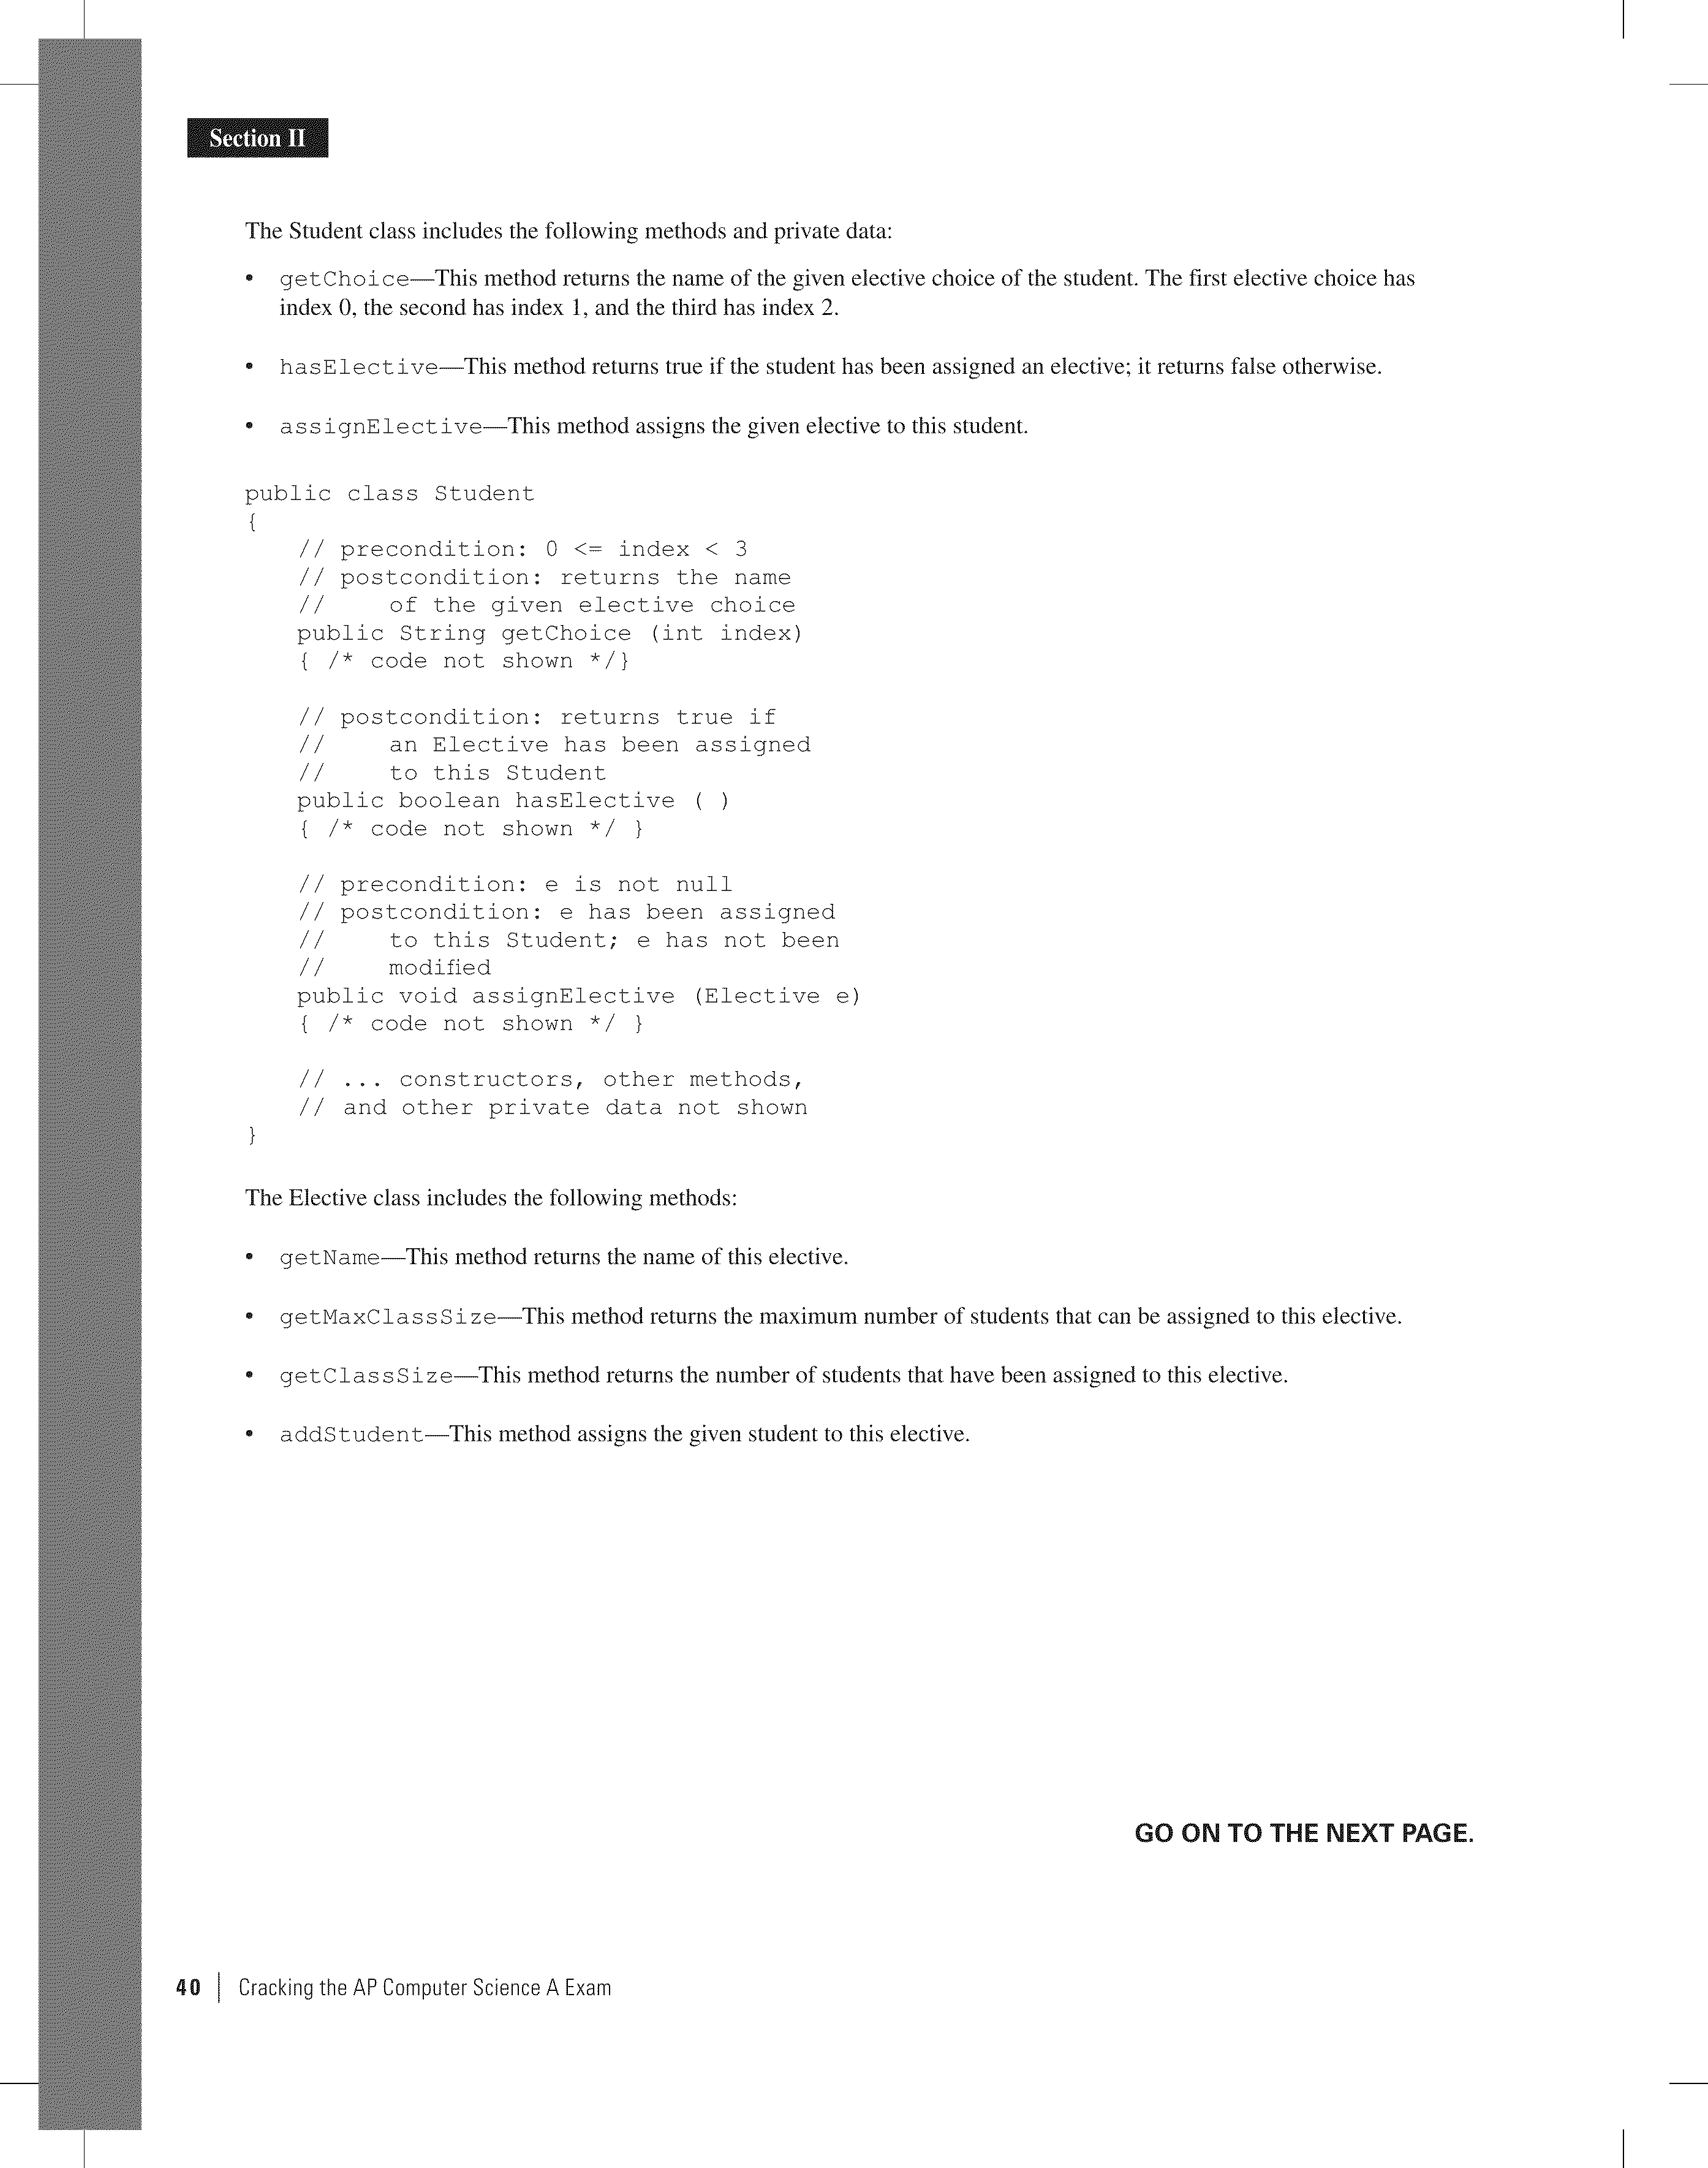 Section II
The Student class includes the following methods and private data:
• getChoice—This method returns the name of the given elective choice of the student. The first elective choice has
index 0, the second has index 1, and the third has index 2.
• hasElective—This method returns true if the student has been assigned an elective; it returns false otherwise.
• assignElective—This method assigns the given elective to this student.
public class Student
{
// precondition: 0 <= index < 3
// postcondition: returns the name
// of the given elective choice
public String getChoice (int index)
{ /* code not shown */}
// postcondition: returns true if
// an Elective has been assigned
// to this Student
public boolean hasElective ( )
{ /* code not shown */ }
// precondition: e is not null
// postcondition: e has been assigned
// to this Student; e has not been
// modified
public void assignElective (Elective e)
{ /* code not shown */ }
// ... constructors, other methods,
// and other private data not shown
}
The Elective class includes the following methods:
• getName—This method returns the name of this elective.
• getMaxClassSize—This method returns the maximum number of students that can be assigned to this elective.
• getClassSize—This method returns the number of students that have been assigned to this elective.
• addStudent—This method assigns the given student to this elective.
GO ON TO THE NEXT PAGE.
40 | Cracking the AP Computer Science A Exam